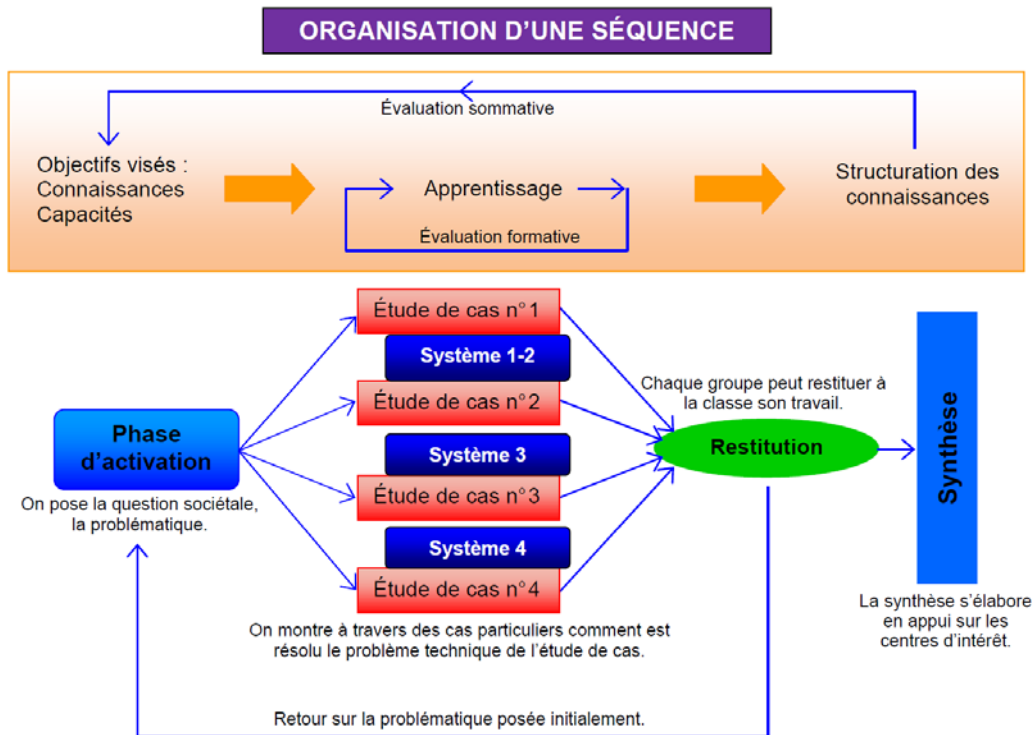 ORGANISATION D'UNE SÉQUENCE
Évaluation sommative
Objectifs visés :
Connaissances
Capacités
Apprentissage
Évaluation formative
Structuration des
connaissances
Étude de cas n°1
Système 1-2
Étude de cas n°2
Système 3
Étude de cas n°3
Système 4
Étude de cas n°4
Phase
d'activation
On pose la question sociétale,
la problématique.
On montre à travers des cas particuliers comment est
résolu le problème technique de l'étude de cas.
Chaque groupe peut restituer à
la classe son travail.
Restitution
Synthèse
La synthèse s'élabore
en appui sur les
centres d'intérêt.
Retour sur la problématique posée initialement.